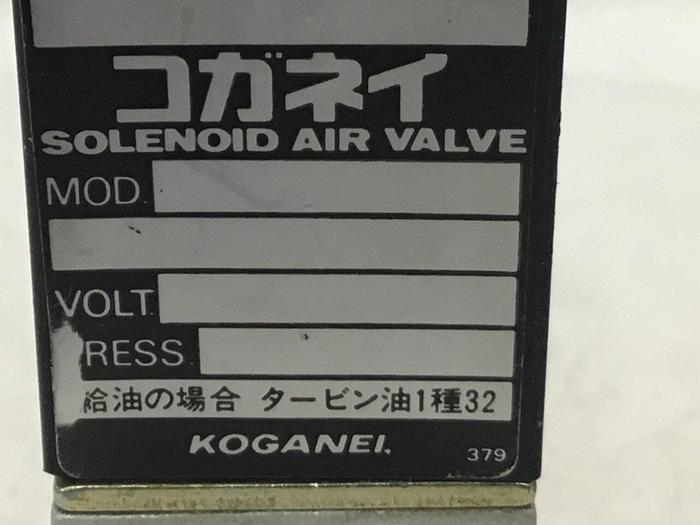 コガネイ
SOLENOID AIR VALVE
MOD.
VOLT.
RESS.
給油の場合 タービン油1種32
KOGANEI.
379